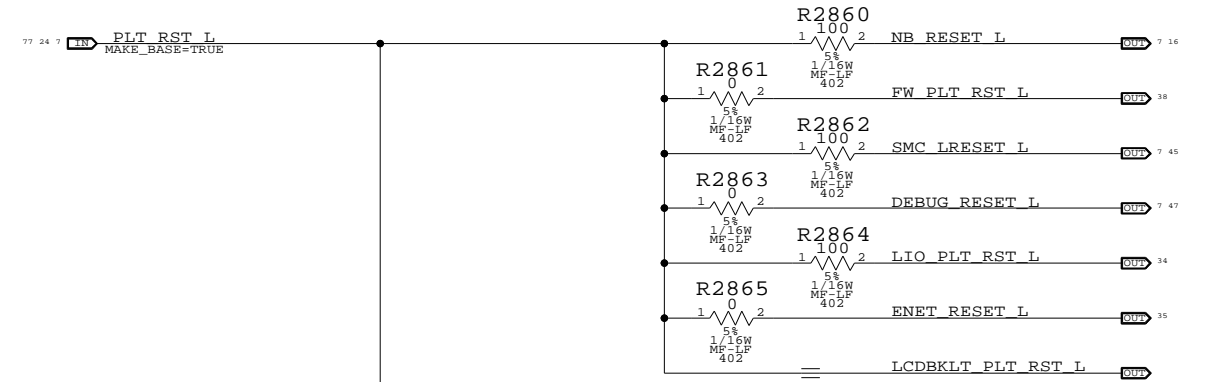 R2860
77 24 7 IN PLT_RST_L 1 100 2 NB_RESET_L OUT 7 16
MAKE_BASE=TRUE
5%
1/16W
MF-LF
402
R2861
1 0 2 FW_PLT_RST_L OUT 38
5%
1/16W
MF-LF
402
R2862
1 100 2 SMC_LRESET_L OUT 7 45
5%
1/16W
MF-LF
402
R2863
1 0 2 DEBUG_RESET_L OUT 7 47
5%
1/16W
MF-LF
402
R2864
1 100 2 LIO_PLT_RST_L OUT 34
5%
1/16W
MF-LF
402
R2865
1 0 2 ENET_RESET_L OUT 35
5%
1/16W
MF-LF
402
LCDBKLT_PLT_RST_L OUT